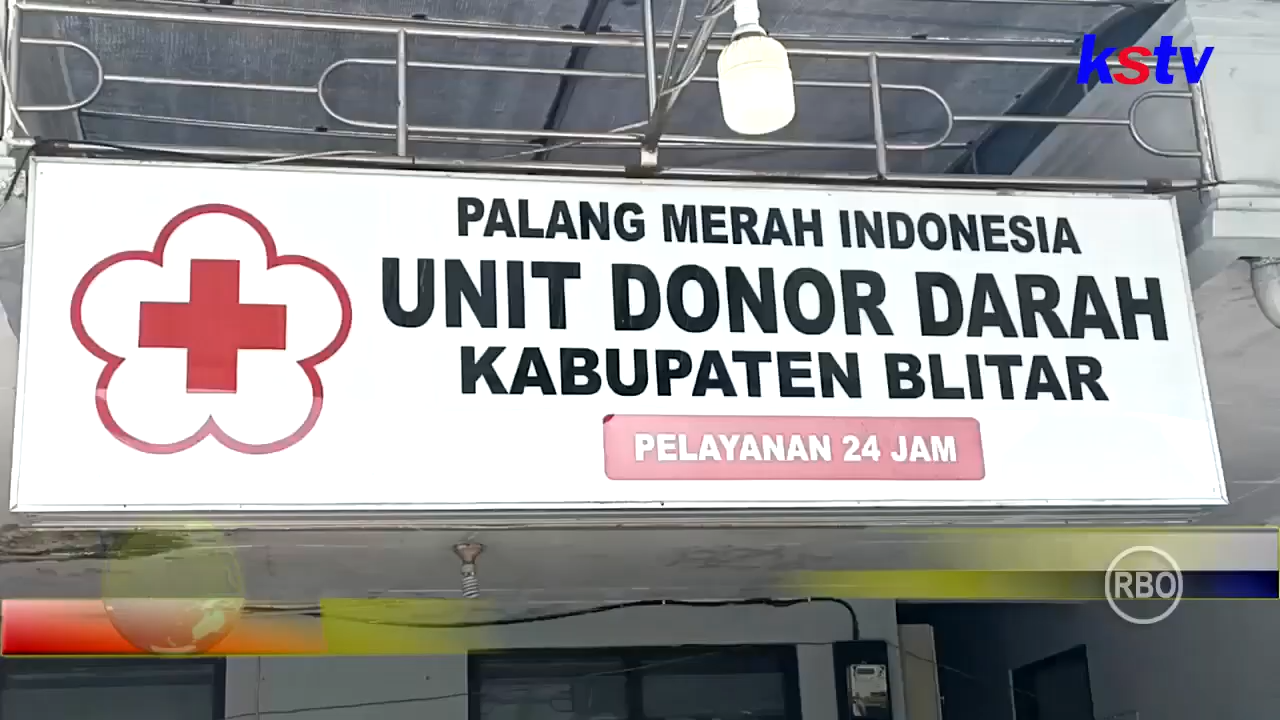 kstv
PALANG MERAH INDONESIA
UNIT DONOR DARAH
KABUPATEN BLITAR
PELAYANAN 24 JAM
RBO